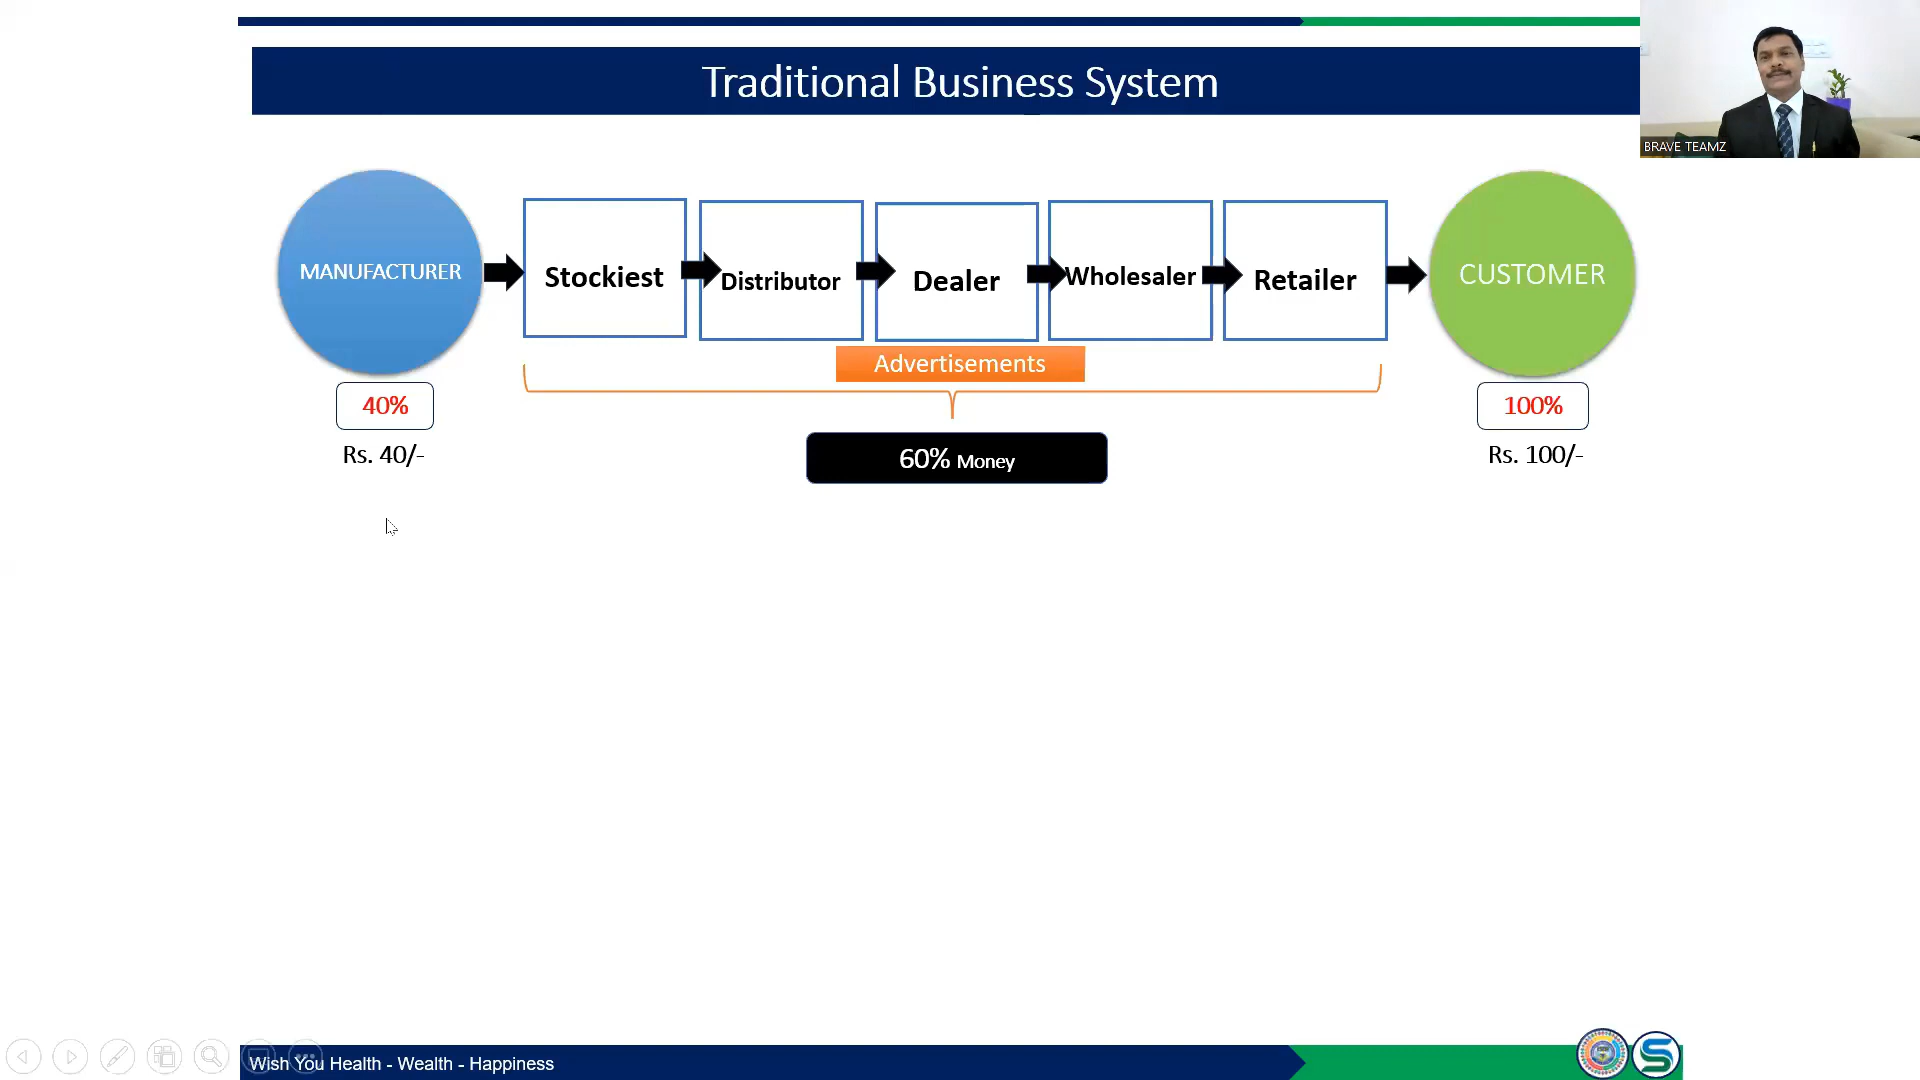 Traditional Business System
BRAVE TEAMZ
MANUFACTURER
Stockiest
Distributor
Dealer
Wholesaler
Retailer
CUSTOMER
Advertisements
40%
100%
Rs. 40/-
60% Money
Rs. 100/-
Wish You Health - Wealth - Happiness